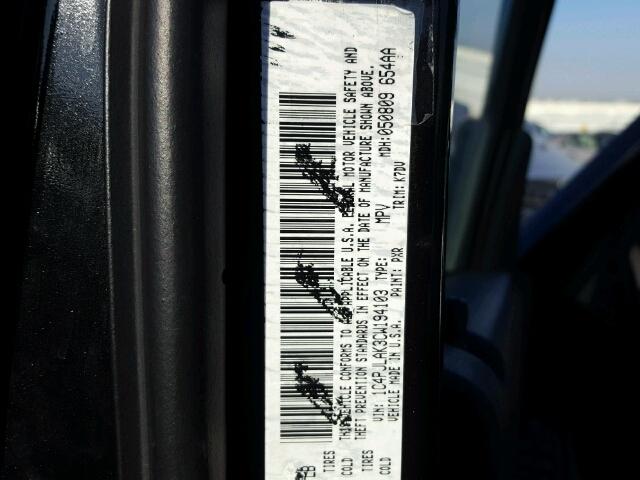 LB
TIRES
COLD
THIS VEHICLE CONFORMS TO ALL APPLICABLE U.S.A. FEDERAL MOTOR VEHICLE SAFETY AND
THEFT PREVENTION STANDARDS IN EFFECT ON THE DATE OF MANUFACTURE SHOWN ABOVE.
TIRES
VIN: 1C4PJLAK3CW194103 TYPE: MPV MDH:050809 654AA
COLD
VEHICLE MADE IN U.S.A. PAINT: PXR TRIM: K7DV